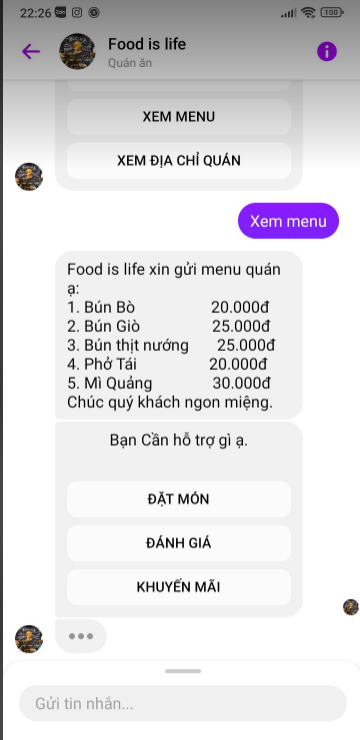 22:26 Zalo 100
Food is life
Quán ăn
XEM MENU
XEM ĐỊA CHỈ QUÁN
Xem menu
Food is life xin gửi menu quán
ạ:
1. Bún Bò 20.000đ
2. Bún Giò 25.000đ
3. Bún thịt nướng 25.000đ
4. Phở Tái 20.000đ
5. Mì Quảng 30.000đ
Chúc quý khách ngon miệng.
Bạn Cần hỗ trợ gì ạ.
ĐẶT MÓN
ĐÁNH GIÁ
KHUYẾN MÃI
Gửi tin nhắn...